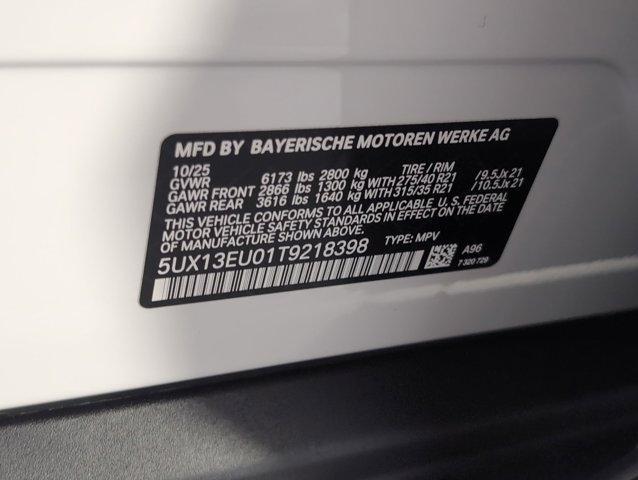 MFD BY BAYERISCHE MOTOREN WERKE AG
10/25 TIRE / RIM
GVWR 6173 lbs 2800 kg
GAWR FRONT 2866 lbs 1300 kg WITH 275/40 R21 /9.5Jx21
GAWR REAR 3616 lbs 1640 kg WITH 315/35 R21 /10.5Jx21
THIS VEHICLE CONFORMS TO ALL APPLICABLE U. S. FEDERAL
MOTOR VEHICLE SAFETY STANDARDS IN EFFECT ON THE
DATE OF MANUFACTURE SHOWN ABOVE.
5UX13EU01T9218398 TYPE: MPV
A96
7 320 729